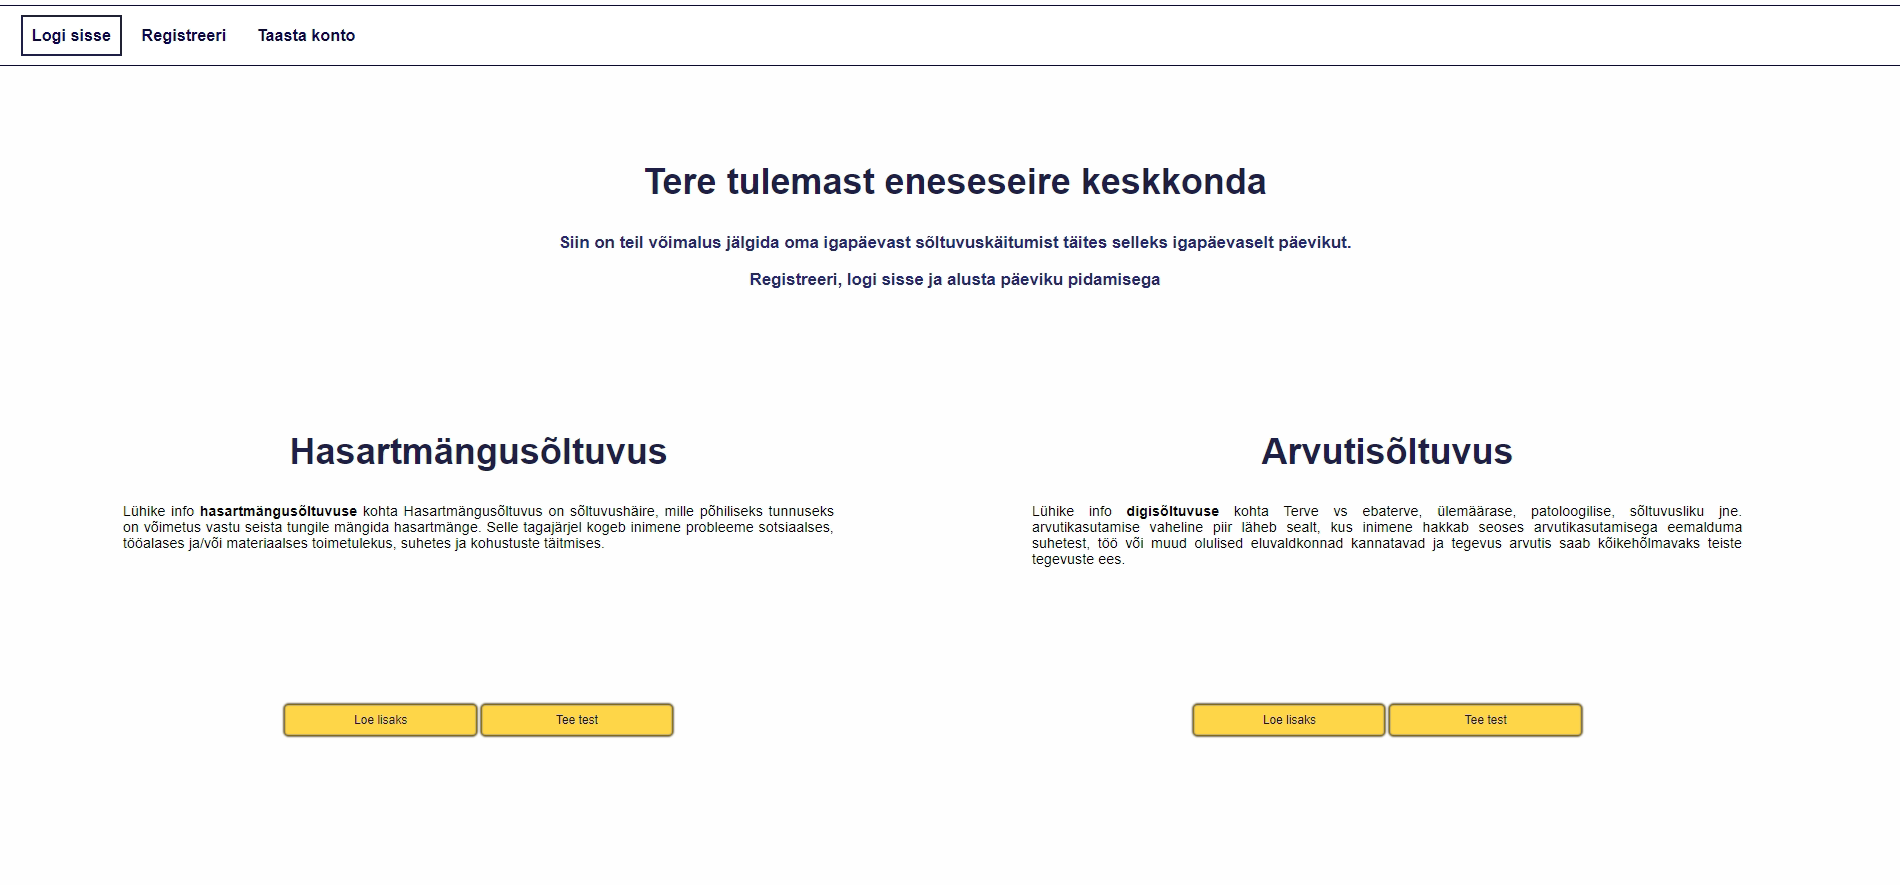 Logi sisse Registreeri Taasta konto
Tere tulemast eneseseire keskkonda
Siin on teil võimalus jälgida oma igapäevast sõltuvuskäitumist täites selleks igapäevaselt päevikut.
Registreeri, logi sisse ja alusta päeviku pidamisega
Hasartmängusõltuvus
Lühike info hasartmängusõltuvuse kohta Hasartmängusõltuvus on sõltuvushäire, mille põhiliseks tunnuseks
on võimetus vastu seista tungile mängida hasartmänge. Selle tagajärjel kogeb inimene probleeme sotsiaalses,
tööalases ja/või materiaalses toimetulekus, suhetes ja kohustuste täitmises.
Loe lisaks Tee test
Arvutisõltuvus
Lühike info digisõltuvuse kohta Terve vs ebaterve, ülemäärase, patoloogilise, sõltuvusliku jne.
arvutikasutamise vaheline piir läheb sealt, kus inimene hakkab seoses arvutikasutamisega eemalduma
suhetest, töö või muud olulised eluvaldkonnad kannatavad ja tegevus arvutis saab kõikehõlmavaks teiste
tegevuste ees.
Loe lisaks Tee test